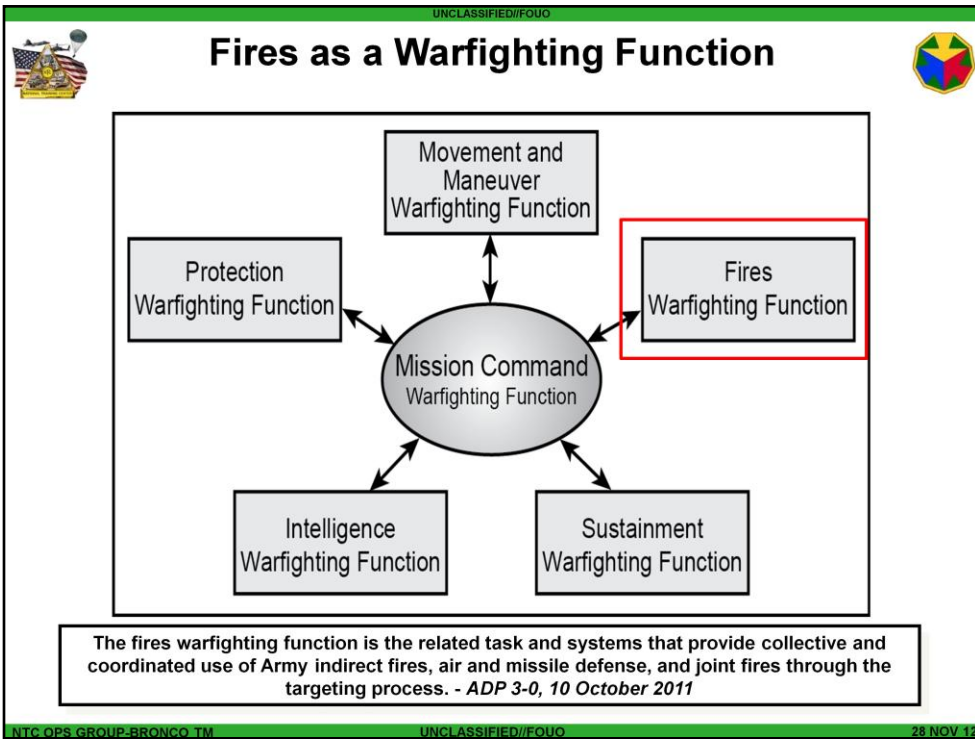 UNCLASSIFIED//FOUO
Fires as a Warfighting Function
Movement and
Maneuver
Warfighting Function
Protection
Warfighting Function
Fires
Warfighting Function
Mission Command
Warfighting Function
Intelligence
Warfighting Function
Sustainment
Warfighting Function
The fires warfighting function is the related task and systems that provide collective and
coordinated use of Army indirect fires, air and missile defense, and joint fires through the
targeting process. - ADP 3-0, 10 October 2011
NTC OPS GROUP-BRONCO TM
UNCLASSIFIED//FOUO
28 NOV 12